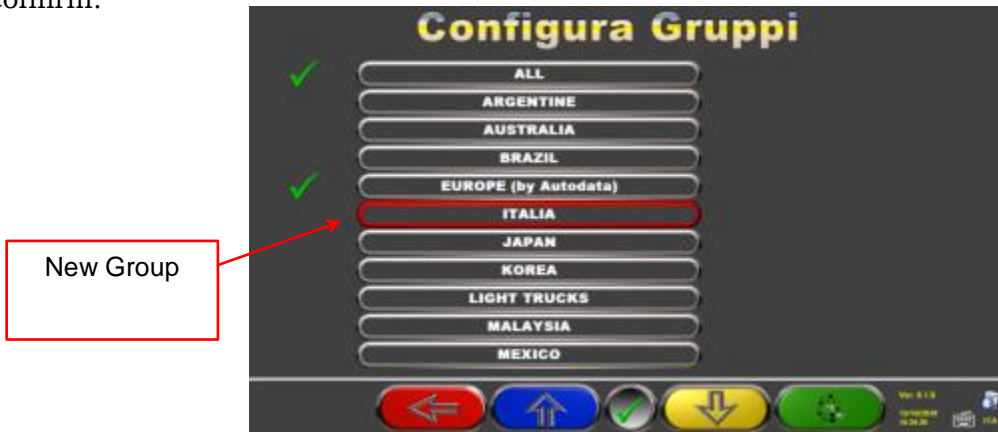 confirm.
Configura Gruppi
ALL
ARGENTINE
AUSTRALIA
BRAZIL
EUROPE (by Autodata)
ITALIA
New Group
JAPAN
KOREA
LIGHT TRUCKS
MALAYSIA
MEXICO